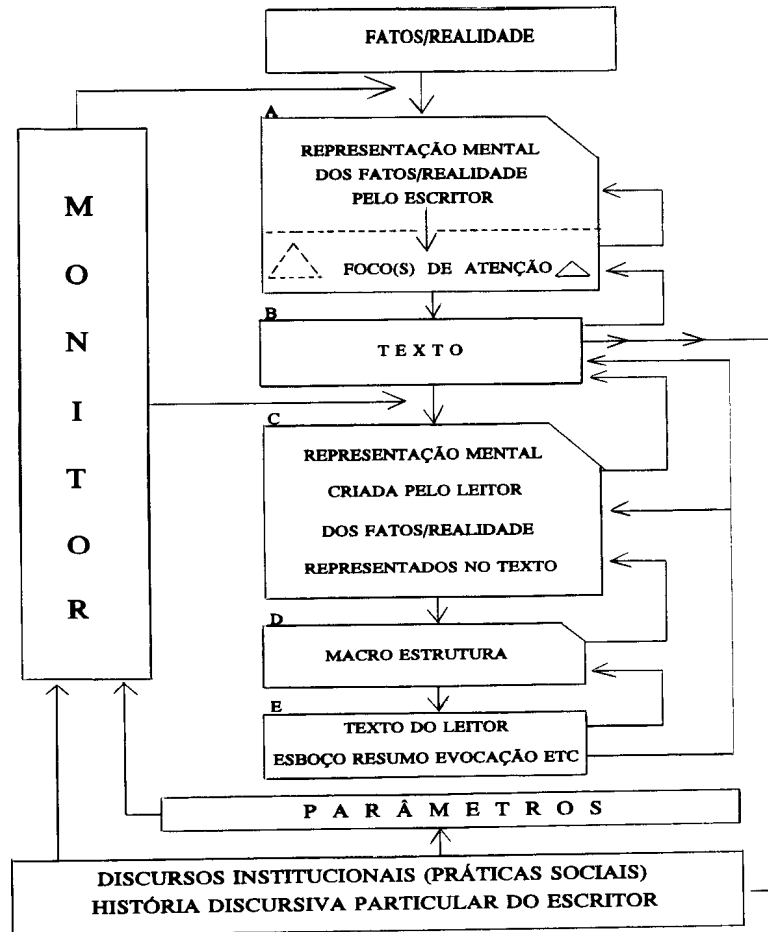 FATOS/REALIDADE
A
REPRESENTAÇÃO MENTAL
DOS FATOS/REALIDADE
PELO ESCRITOR
FOCO(S) DE ATENÇÃO
B
TEXTO
C
REPRESENTAÇÃO MENTAL
CRIADA PELO LEITOR
DOS FATOS/REALIDADE
REPRESENTADOS NO TEXTO
D
MACRO ESTRUTURA
E
TEXTO DO LEITOR
ESBOÇO RESUMO EVOCAÇÃO ETC
MONITOR
PARÂMETROS
DISCURSOS INSTITUCIONAIS (PRÁTICAS SOCIAIS)
HISTÓRIA DISCURSIVA PARTICULAR DO ESCRITOR